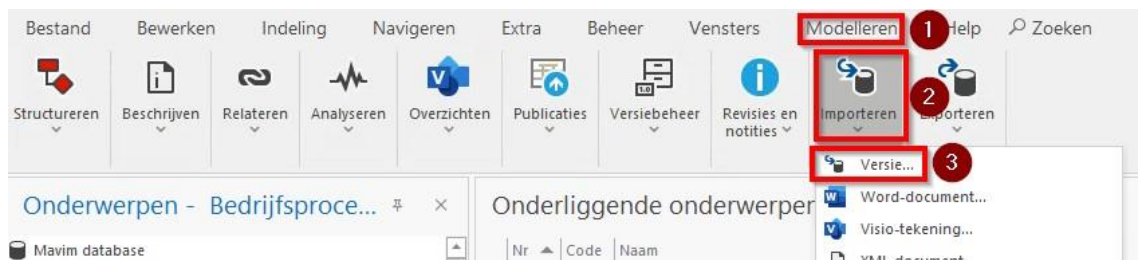 Bestand Bewerken Indeling Navigeren Extra Beheer Vensters Modelleren 1 Help Zoeken
Structureren Beschrijven Relateren Analyseren Overzichten Publicaties Versiebeheer Revisies en notities Importeren 2 Exporteren
Versie... 3
Word-document...
Onderwerpen - Bedrijfsproce... Onderliggende onderwerpen
Visio-tekening...
Mavim database Nr Code Naam
XML-document